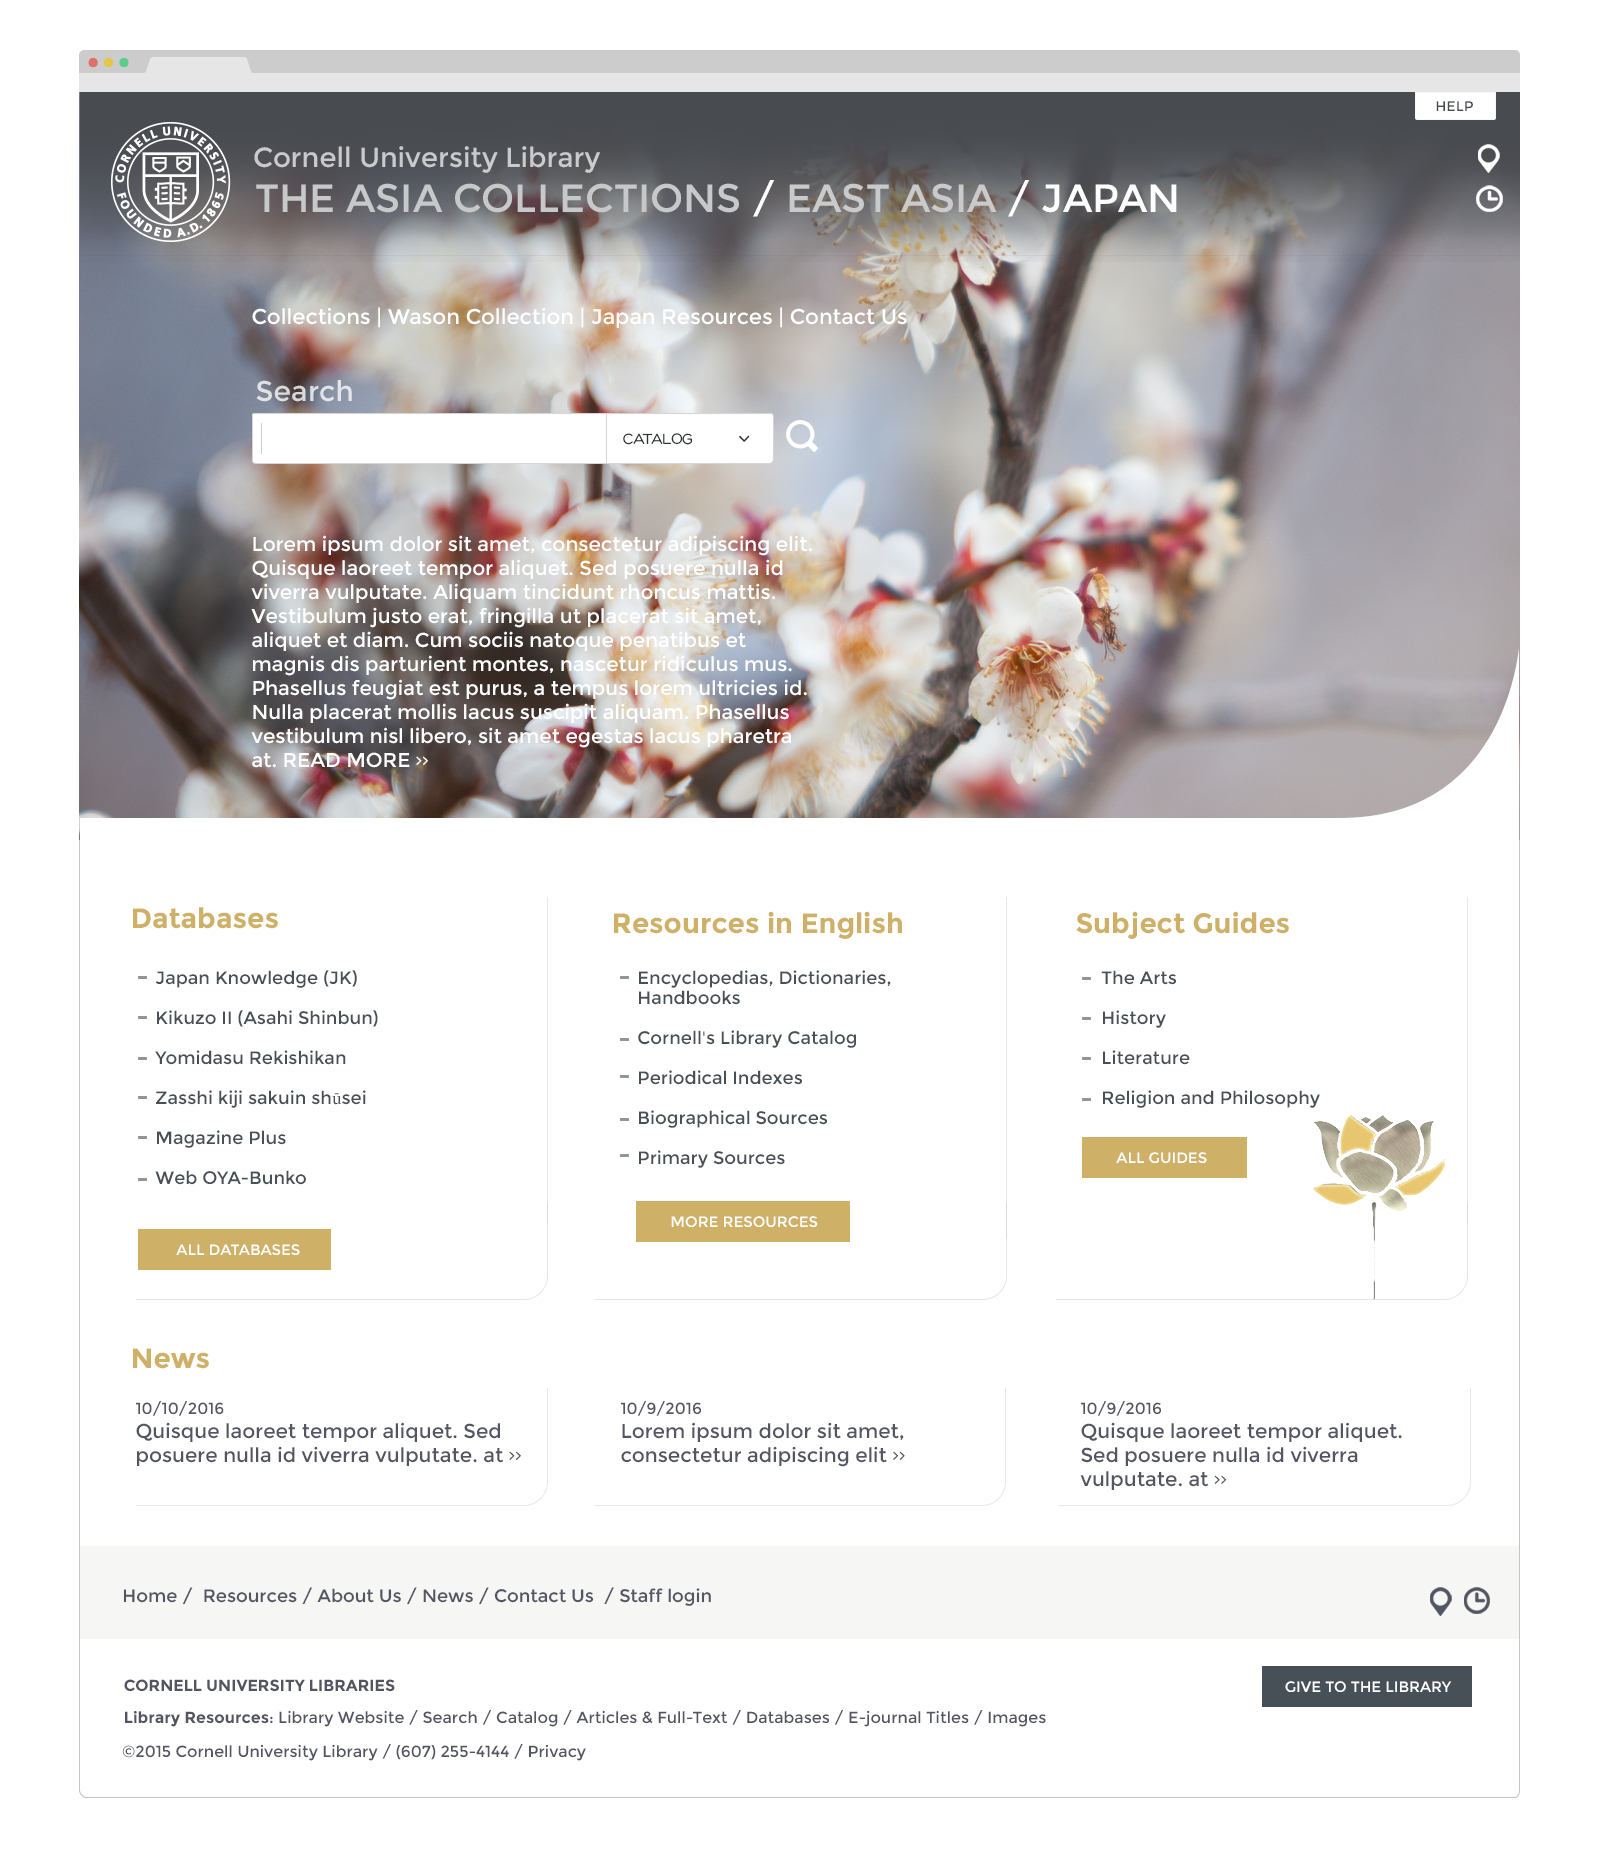 HELP
CORNELL UNIVERSITY
FOUNDED A.D. 1865
Cornell University Library
THE ASIA COLLECTIONS / EAST ASIA / JAPAN
Collections | Wason Collection | Japan Resources | Contact Us
Search
CATALOG
Lorem ipsum dolor sit amet, consectetur adipiscing elit.
Quisque laoreet tempor aliquet. Sed posuere nulla id
viverra vulputate. Aliquam tincidunt rhoncus mattis.
Vestibulum justo erat, fringilla ut placerat sit amet,
aliquet et diam. Cum sociis natoque penatibus et
magnis dis parturient montes, nascetur ridiculus mus.
Phasellus feugiat est purus, a tempus lorem ultricies id.
Nulla placerat mollis lacus suscipit aliquam. Phasellus
vestibulum nisl libero, sit amet egestas lacus pharetra
at. READ MORE ››
Databases
– Japan Knowledge (JK)
– Kikuzo II (Asahi Shinbun)
– Yomidasu Rekishikan
– Zasshi kiji sakuin shūsei
– Magazine Plus
– Web OYA-Bunko
ALL DATABASES
Resources in English
– Encyclopedias, Dictionaries,
Handbooks
– Cornell's Library Catalog
– Periodical Indexes
– Biographical Sources
– Primary Sources
MORE RESOURCES
Subject Guides
– The Arts
– History
– Literature
– Religion and Philosophy
ALL GUIDES
News
10/10/2016
Quisque laoreet tempor aliquet. Sed
posuere nulla id viverra vulputate. at ››
10/9/2016
Lorem ipsum dolor sit amet,
consectetur adipiscing elit ››
10/9/2016
Quisque laoreet tempor aliquet.
Sed posuere nulla id viverra
vulputate. at ››
Home / Resources / About Us / News / Contact Us / Staff login
CORNELL UNIVERSITY LIBRARIES
GIVE TO THE LIBRARY
Library Resources: Library Website / Search / Catalog / Articles & Full-Text / Databases / E-journal Titles / Images
©2015 Cornell University Library / (607) 255-4144 / Privacy